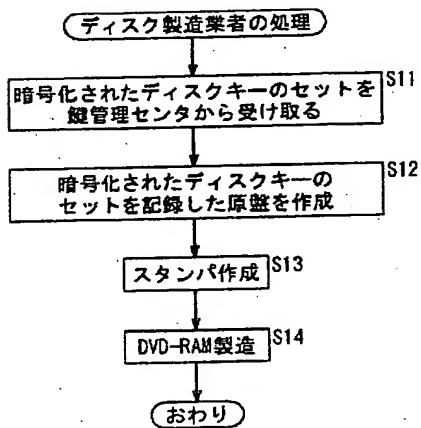 ディスク製造業者の処理
S11
暗号化されたディスクキーのセットを
鍵管理センタから受け取る
S12
暗号化されたディスクキーの
セットを記録した原盤を作成
S13
スタンパ作成
S14
DVD-RAM製造
おわり